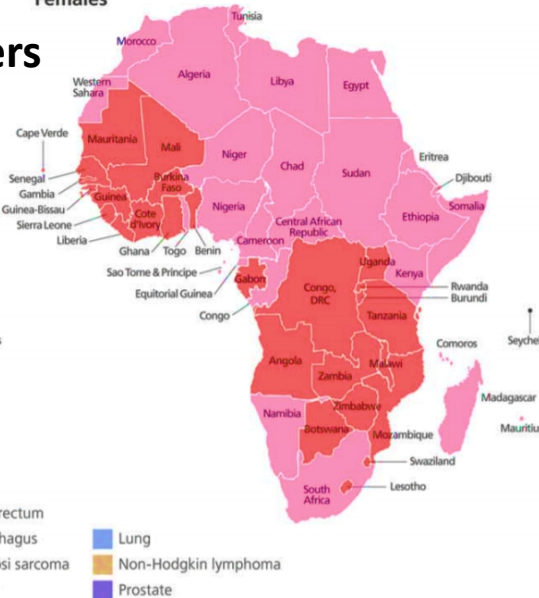 Females
ers
Tunisia
Morocco
Algeria
Libya
Egypt
Western
Sahara
Cape Verde
Mauritania
Mali
Niger
Chad
Sudan
Eritrea
Djibouti
Senegal
Gambia
Guinea-Bissau
Guinea
Burkina
Faso
Sierra Leone
Liberia
Cote
d'Ivory
Ghana
Togo
Benin
Nigeria
Ethiopia
Somalia
Central African
Republic
Cameroon
Sao Tome & Principe
Equitorial Guinea
Gabon
Congo
Congo,
DRC
Uganda
Kenya
Rwanda
Burundi
Tanzania
Seychel
Comoros
Angola
Zambia
Malawi
Madagascar
Mauritiu
Namibia
Zimbabwe
Botswana
Mozambique
Swaziland
Lesotho
South
Africa
rectum
hagus
si sarcoma
Lung
Non-Hodgkin lymphoma
Prostate